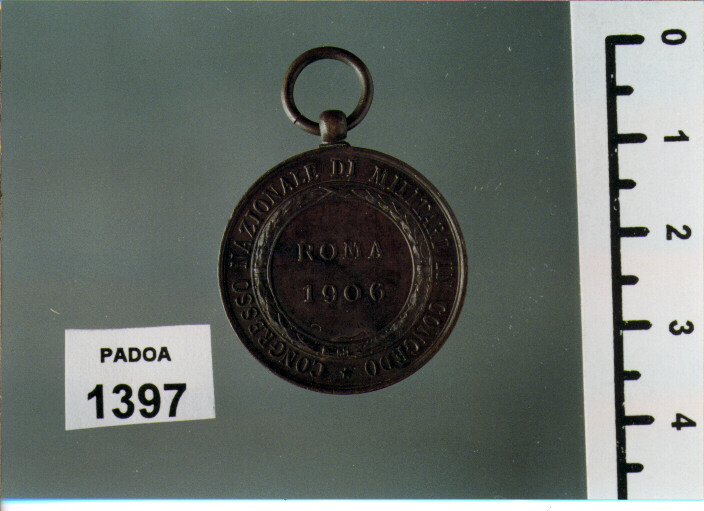 CONGRESSO NAZIONALE DI MILITARI IN CONGEDO
ROMA
1906
PADOA
1397
0
1
2
3
4